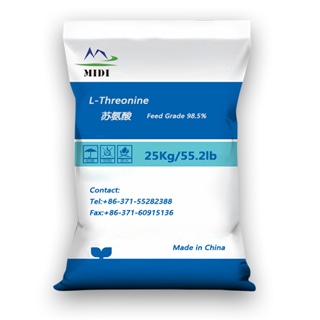 MIDI
L-Threonine
苏氨酸 Feed Grade 98.5%
25Kg/55.2lb
Contact:
Tel:+86-371-55282388
Fax:+86-371-60915136
Made in China